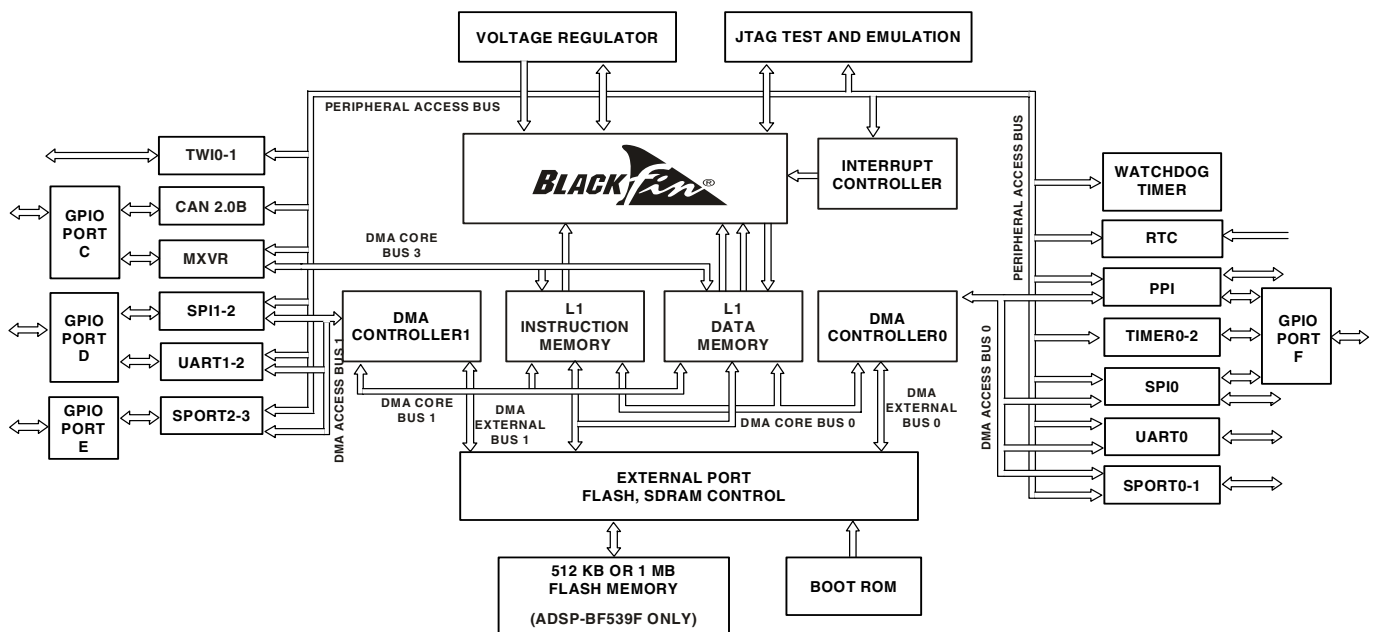 VOLTAGE REGULATOR
JTAG TEST AND EMULATION
PERIPHERAL ACCESS BUS
TWI0-1
CAN 2.0B
MXVR
GPIO
PORT
C
SPI1-2
UART1-2
GPIO
PORT
D
SPORT2-3
GPIO
PORT
E
BLACKfin®
INTERRUPT
CONTROLLER
DMA CORE
BUS 3
DMA
CONTROLLER1
L1
INSTRUCTION
MEMORY
L1
DATA
MEMORY
DMA
CONTROLLER0
DMA ACCESS BUS 1
DMA CORE
BUS 1
DMA
EXTERNAL
BUS 1
DMA CORE BUS 0
DMA
EXTERNAL
BUS 0
DMA ACCESS BUS 0
PERIPHERAL ACCESS BUS
WATCHDOG
TIMER
RTC
PPI
TIMER0-2
SPI0
GPIO
PORT
F
UART0
SPORT0-1
EXTERNAL PORT
FLASH, SDRAM CONTROL
512 KB OR 1 MB
FLASH MEMORY
(ADSP-BF539F ONLY)
BOOT ROM